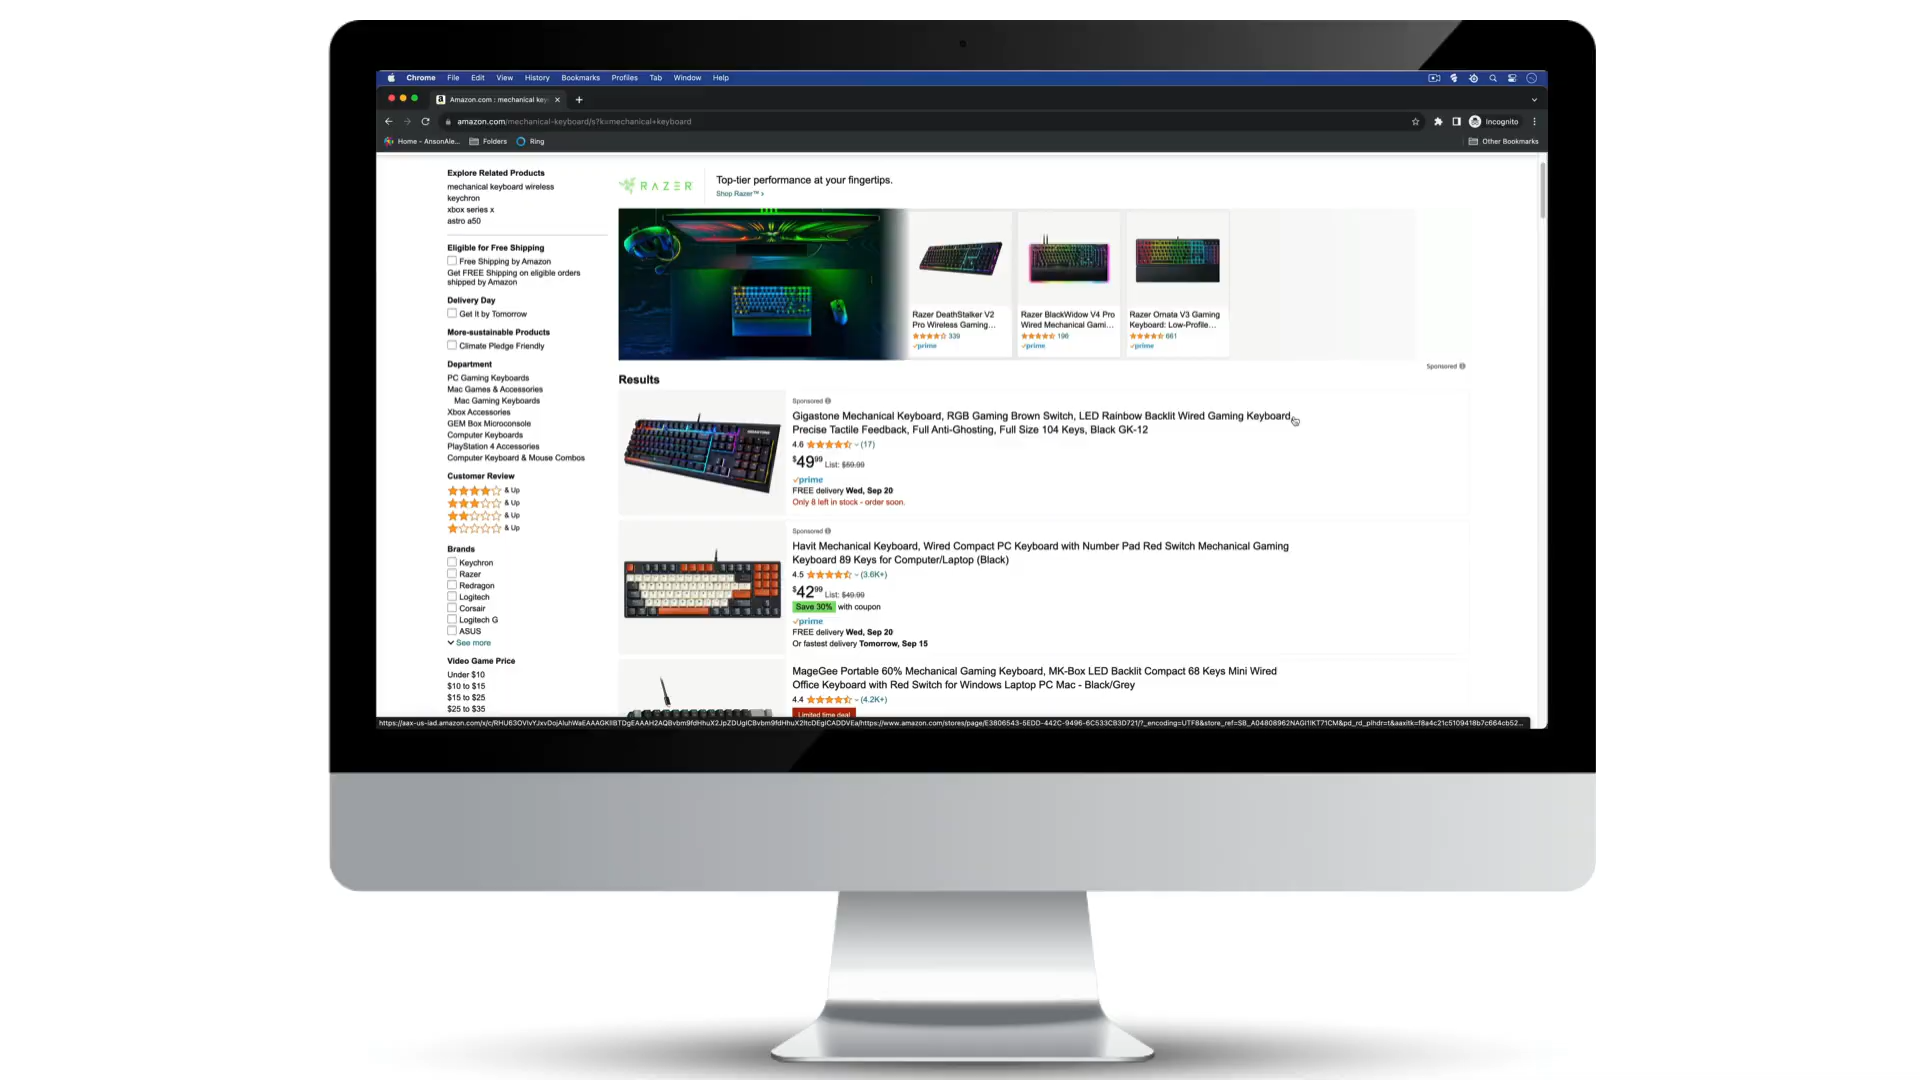 Chrome File Edit View History Bookmarks Profiles Tab Window Help
Amazon.com : mechanical key
amazon.com/mechanical-keyboard/s?k=mechanical+keyboard
Incognito
Home - AnsonAle... Folders Ring
Other Bookmarks
Explore Related Products
mechanical keyboard wireless
keychron
xbox series x
astro a50
Eligible for Free Shipping
Free Shipping by Amazon
Get FREE Shipping on eligible orders
shipped by Amazon
Delivery Day
Get It by Tomorrow
More-sustainable Products
Climate Pledge Friendly
Department
PC Gaming Keyboards
Mac Games & Accessories
Mac Gaming Keyboards
Xbox Accessories
GEM Box Microconsole
Computer Keyboards
PlayStation 4 Accessories
Computer Keyboard & Mouse Combos
Customer Review
& Up
& Up
& Up
& Up
Brands
Keychron
Razer
Redragon
Logitech
Corsair
Logitech G
ASUS
See more
Video Game Price
Under $10
$10 to $15
$15 to $25
$25 to $35
RAZER
Top-tier performance at your fingertips.
Shop Razer™ ›
Razer DeathStalker V2
Pro Wireless Gaming...
339
prime
Razer BlackWidow V4 Pro
Wired Mechanical Gami...
196
prime
Razer Ornata V3 Gaming
Keyboard: Low-Profile...
661
prime
Sponsored
Results
Sponsored
Gigastone Mechanical Keyboard, RGB Gaming Brown Switch, LED Rainbow Backlit Wired Gaming Keyboard,
Precise Tactile Feedback, Full Anti-Ghosting, Full Size 104 Keys, Black GK-12
4.6 (17)
$49.99 List: $59.99
prime
FREE delivery Wed, Sep 20
Only 8 left in stock - order soon.
Sponsored
Havit Mechanical Keyboard, Wired Compact PC Keyboard with Number Pad Red Switch Mechanical Gaming
Keyboard 89 Keys for Computer/Laptop (Black)
4.5 (3.6K+)
$42.99 List: $49.99
Save 30% with coupon
prime
FREE delivery Wed, Sep 20
Or fastest delivery Tomorrow, Sep 15
MageGee Portable 60% Mechanical Gaming Keyboard, MK-Box LED Backlit Compact 68 Keys Mini Wired
Office Keyboard with Red Switch for Windows Laptop PC Mac - Black/Grey
4.4 (4.2K+)
Limited time deal